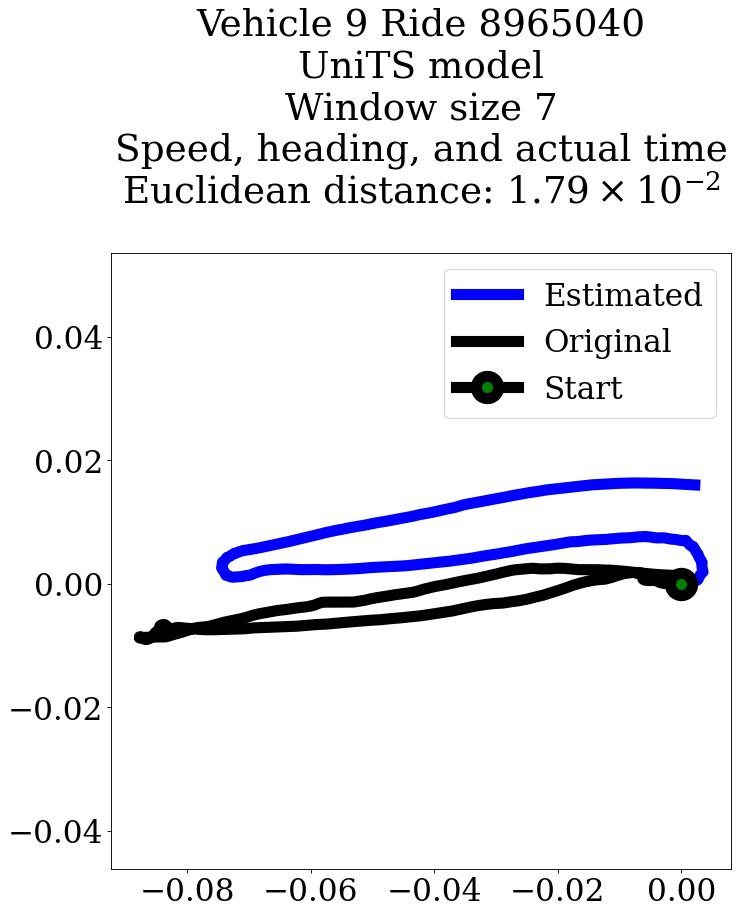 Vehicle 9 Ride 8965040
UniTS model
Window size 7
Speed, heading, and actual time
Euclidean distance: $1.79 × 10^{-2}$
Estimated
Original
Start
0.04
0.02
0.00
−0.02
−0.04
−0.08 −0.06 −0.04 −0.02 0.00